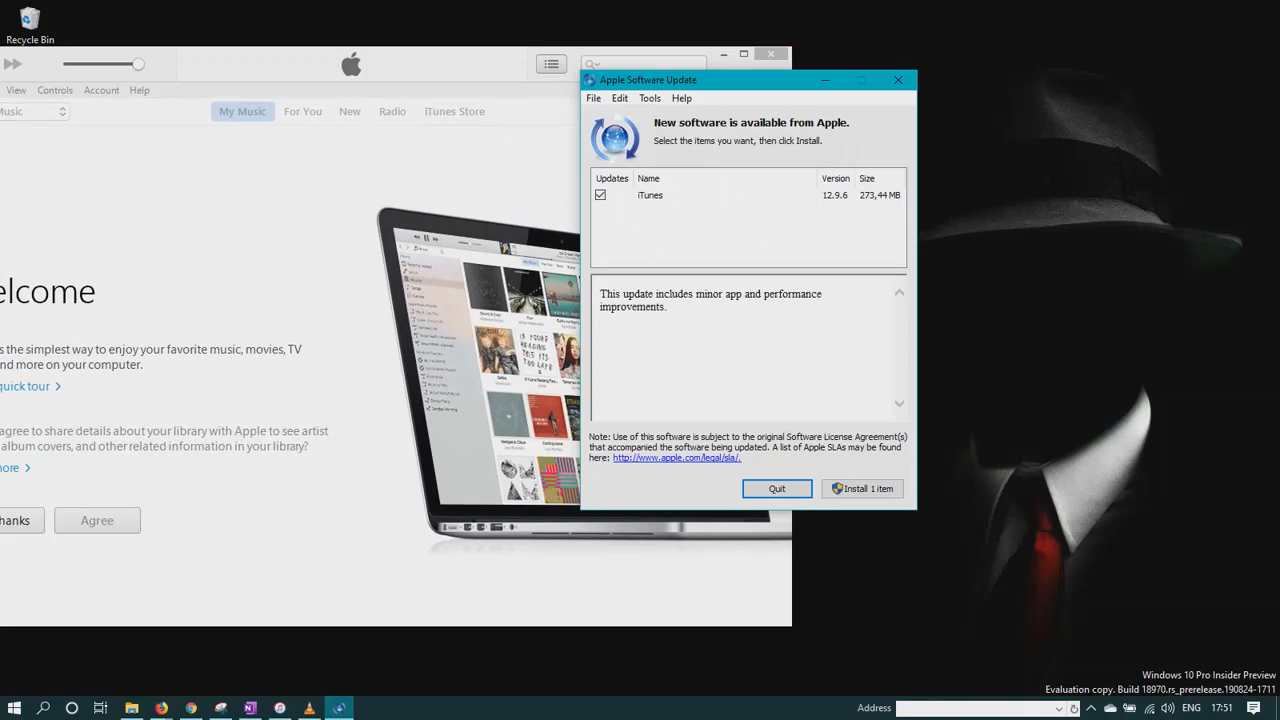 Recycle Bin
View Controls Account Help
Music
My Music For You New Radio iTunes Store
elcome
s the simplest way to enjoy your favorite music, movies, TV
nd more on your computer.
quick tour
agree to share details about your library with Apple to see artist
album covers, and other related information in your library?
more
hanks
Agree
Apple Software Update
File Edit Tools Help
New software is available from Apple.
Select the items you want, then click Install.
Updates Name Version Size
iTunes 12.9.6 273,44 MB
This update includes minor app and performance
improvements.
Note: Use of this software is subject to the original Software License Agreement(s)
that accompanied the software being updated. A list of Apple SLAs may be found
here: http://www.apple.com/legal/sla/.
Quit
Install 1 item
Windows 10 Pro Insider Preview
Evaluation copy. Build 18970.rs_prerelease.190824-1711
Address
ENG
17:51